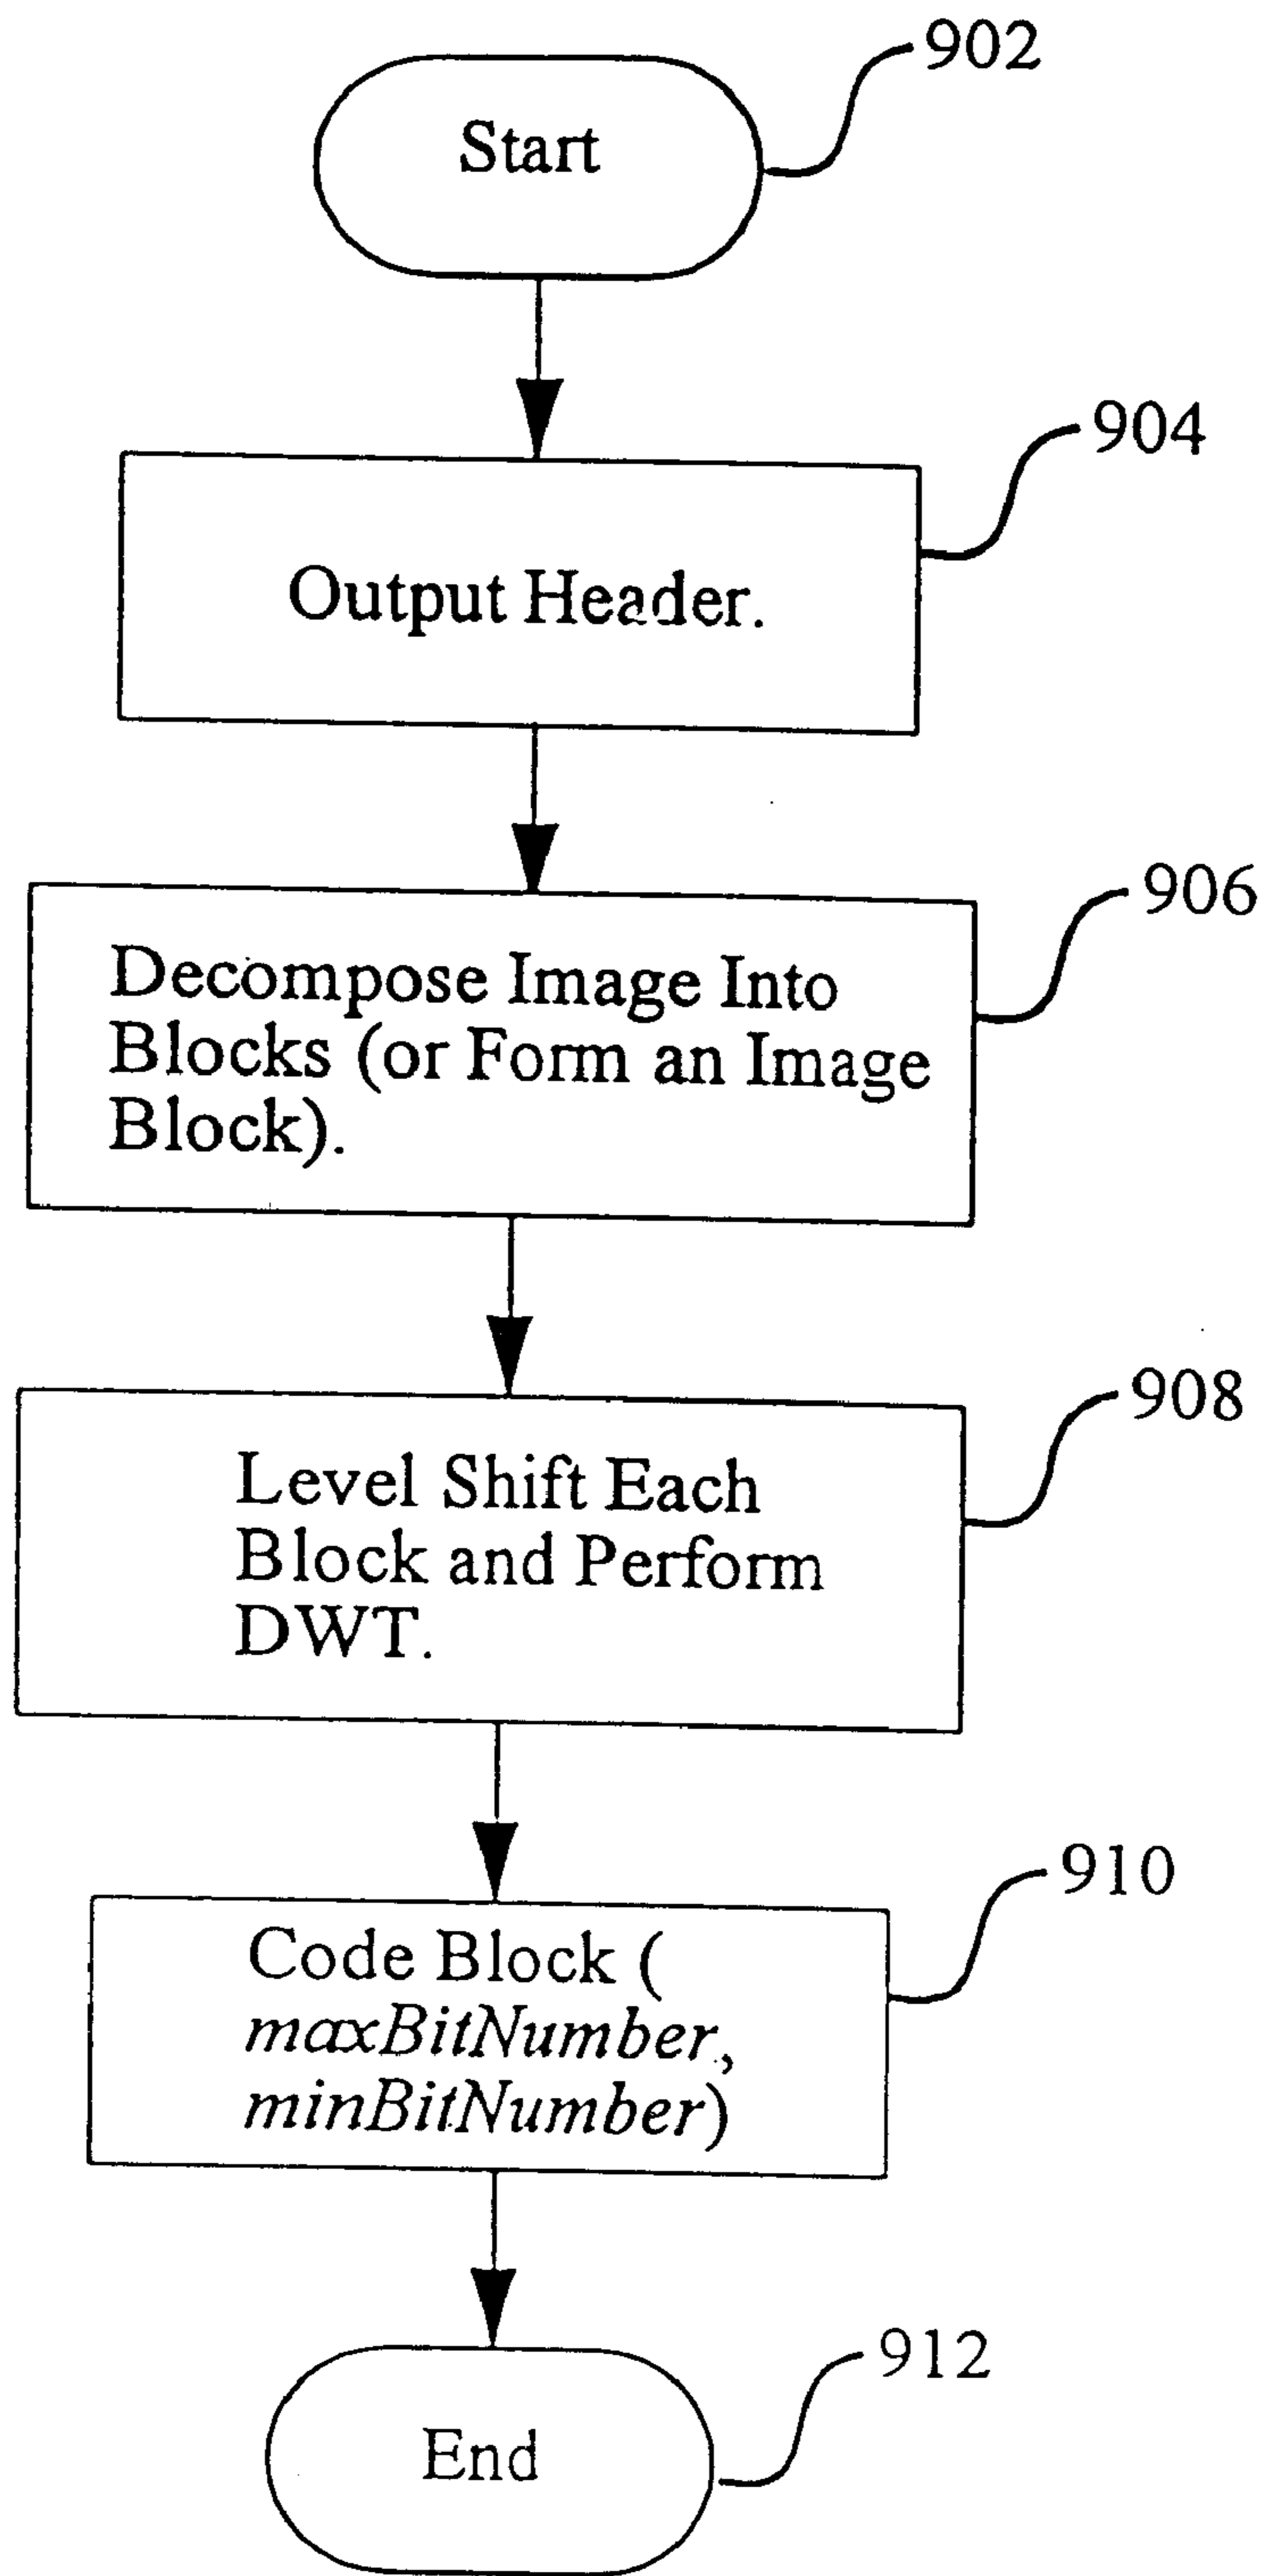 902
Start
904
Output Header.
906
Decompose Image Into
Blocks (or Form an Image
Block).
908
Level Shift Each
Block and Perform
DWT.
910
Code Block (
maxBitNumber,
minBitNumber)
912
End